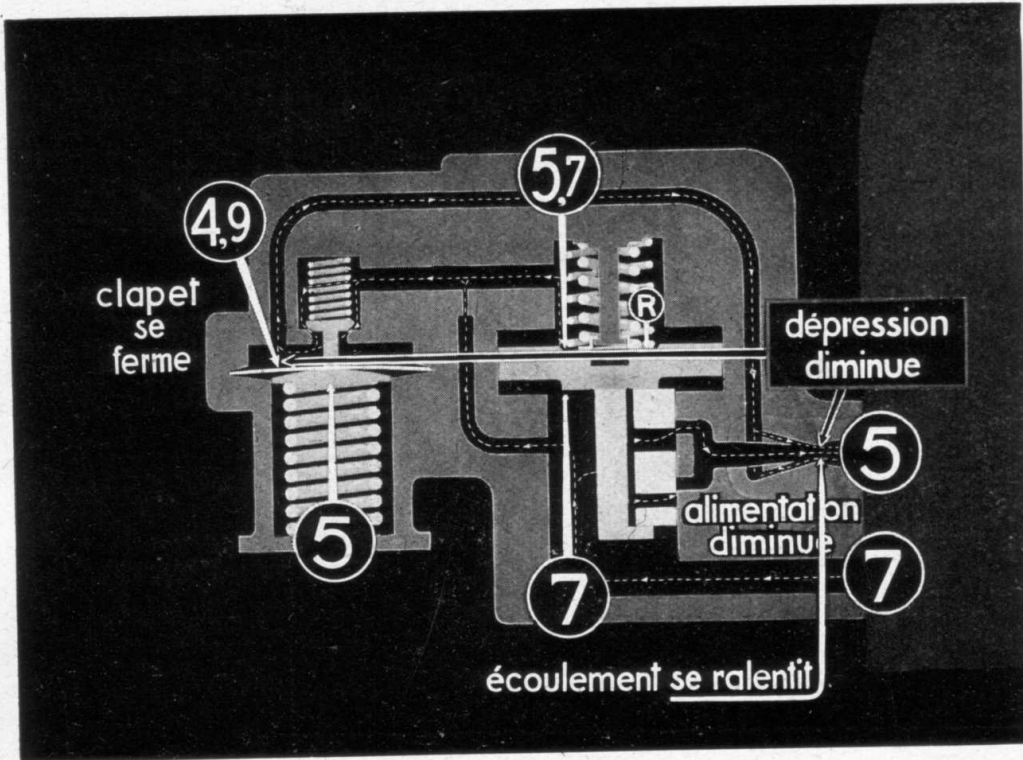 5,7
4,9
clapet
se
ferme
R
dépression
diminue
5
alimentation
diminue
5
7
7
écoulement se ralentit